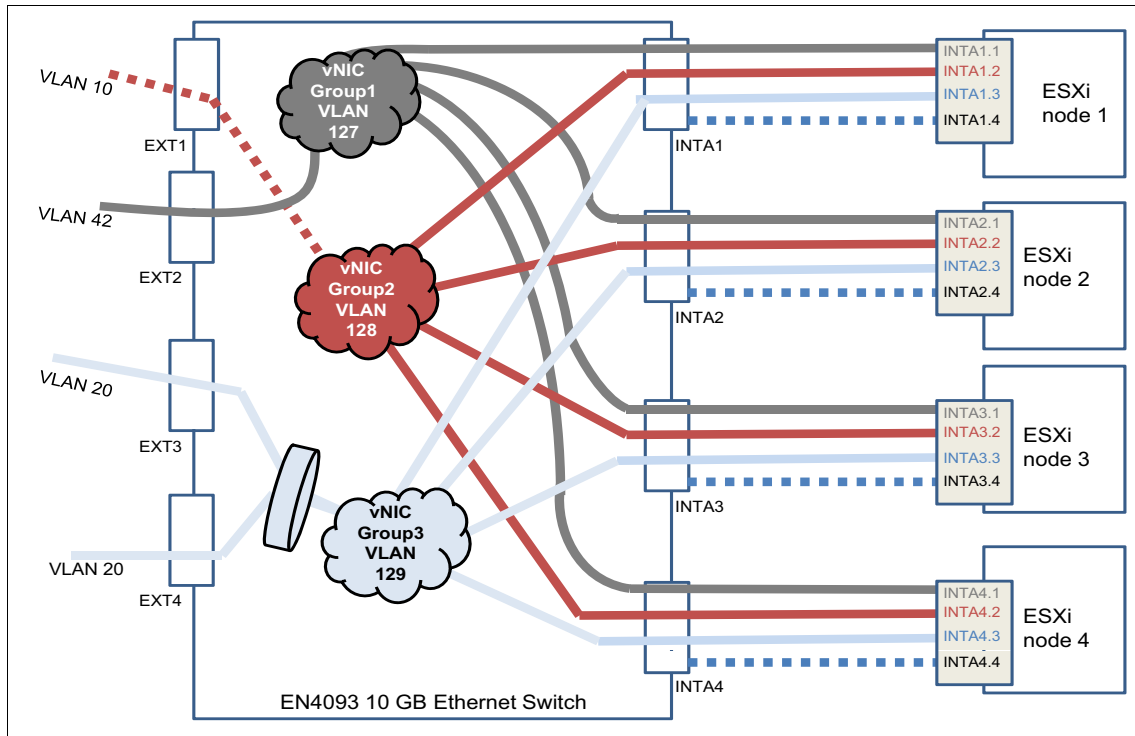 VLAN 10
EXT1
VLAN 42
EXT2
VLAN 20
EXT3
VLAN 20
EXT4
vNIC
Group1
VLAN
127
vNIC
Group2
VLAN
128
vNIC
Group3
VLAN
129
EN4093 10 GB Ethernet Switch
INTA1
INTA2
INTA3
INTA4
INTA1.1
INTA1.2
INTA1.3
INTA1.4
ESXi
node 1
INTA2.1
INTA2.2
INTA2.3
INTA2.4
ESXi
node 2
INTA3.1
INTA3.2
INTA3.3
INTA3.4
ESXi
node 3
INTA4.1
INTA4.2
INTA4.3
INTA4.4
ESXi
node 4